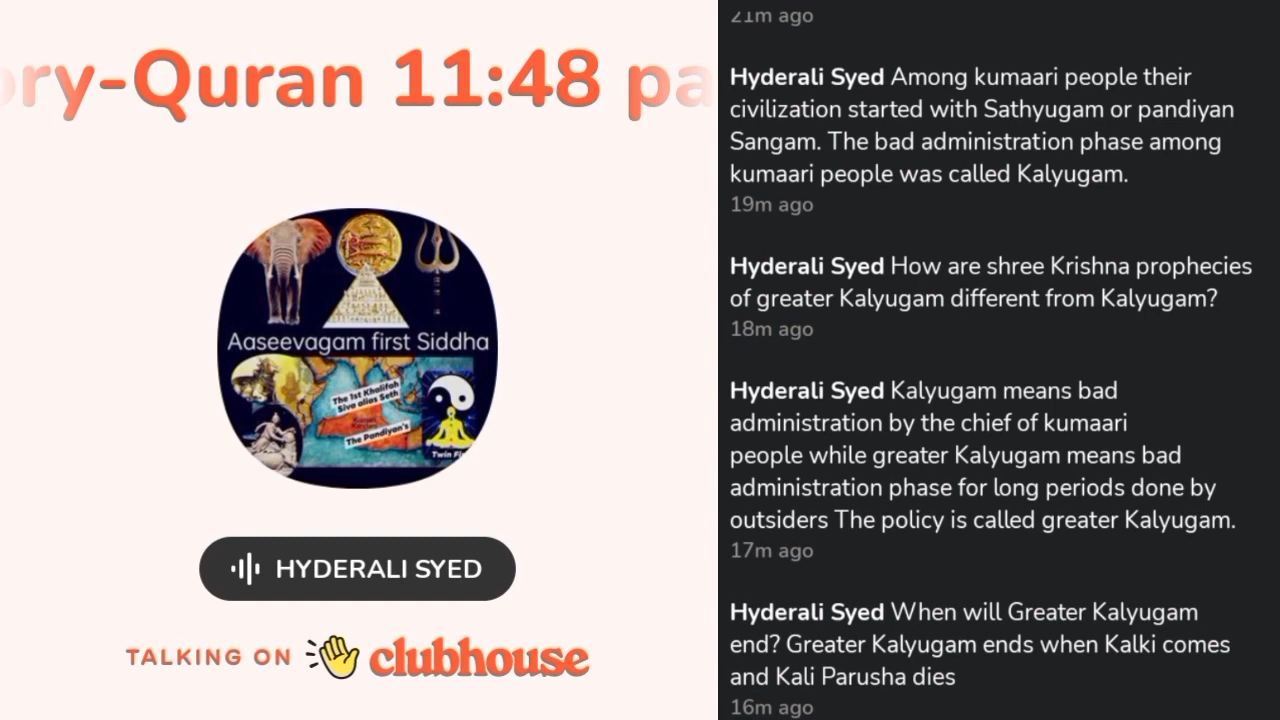 ory-Quran 11:48 pa
Aaseevagam first Siddha
The 1st Khalifah
Siva alias Seth
The Pandiyan's
HYDERALI SYED
TALKING ON clubhouse
21m ago
Hyderali Syed Among kumaari people their
civilization started with Sathyugam or pandiyan
Sangam. The bad administration phase among
kumaari people was called Kalyugam.
19m ago
Hyderali Syed How are shree Krishna prophecies
of greater Kalyugam different from Kalyugam?
18m ago
Hyderali Syed Kalyugam means bad
administration by the chief of kumaari
people while greater Kalyugam means bad
administration phase for long periods done by
outsiders The policy is called greater Kalyugam.
17m ago
Hyderali Syed When will Greater Kalyugam
end? Greater Kalyugam ends when Kalki comes
and Kali Parusha dies
16m ago